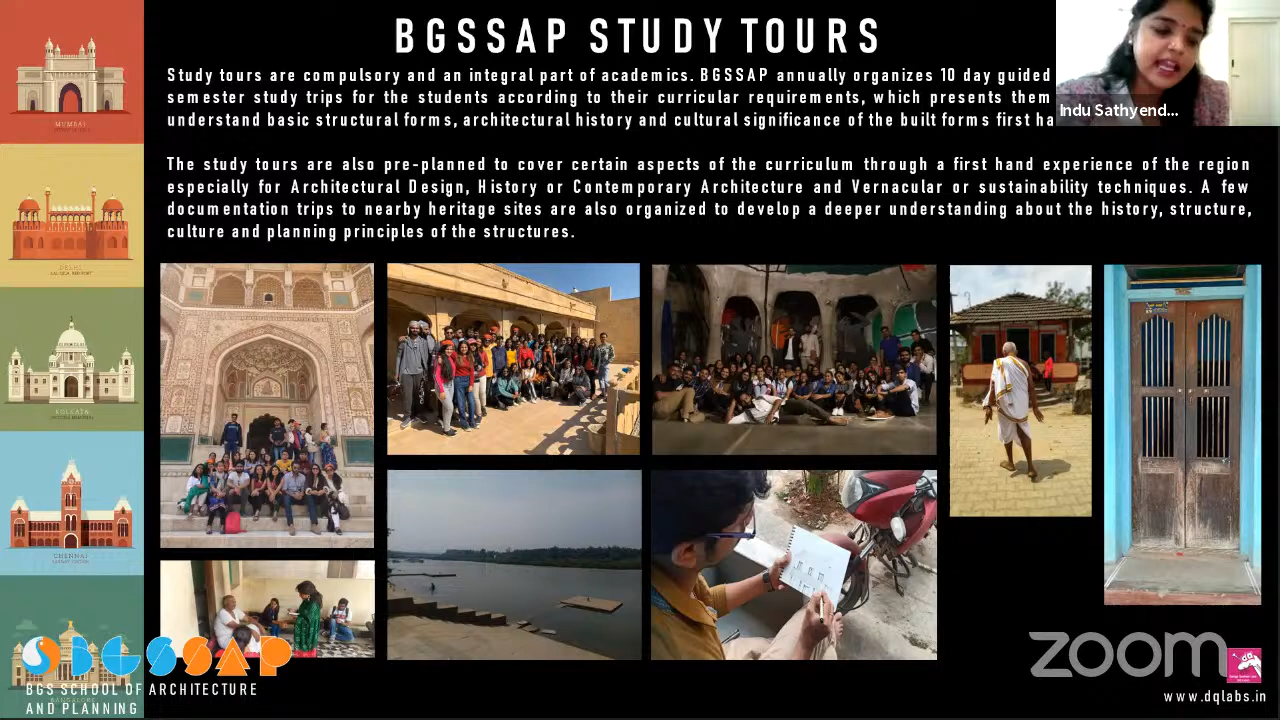 BGSSAP STUDY TOURS
Study tours are compulsory and an integral part of academics. BGSSAP annually organizes 10 day guided
semester study trips for the students according to their curricular requirements, which presents them
understand basic structural forms, architectural history and cultural significance of the built forms first ha
Indu Sathyend...
The study tours are also pre-planned to cover certain aspects of the curriculum through a first hand experience of the region
especially for Architectural Design, History or Contemporary Architecture and Vernacular or sustainability techniques. A few
documentation trips to nearby heritage sites are also organized to develop a deeper understanding about the history, structure,
culture and planning principles of the structures.
MUMBAI
DELHI
KOLKATA
CHENNAI
BANGALORE
SBGSSAP
BGS SCHOOL OF ARCHITECTURE
AND PLANNING
zoom
www.dqlabs.in